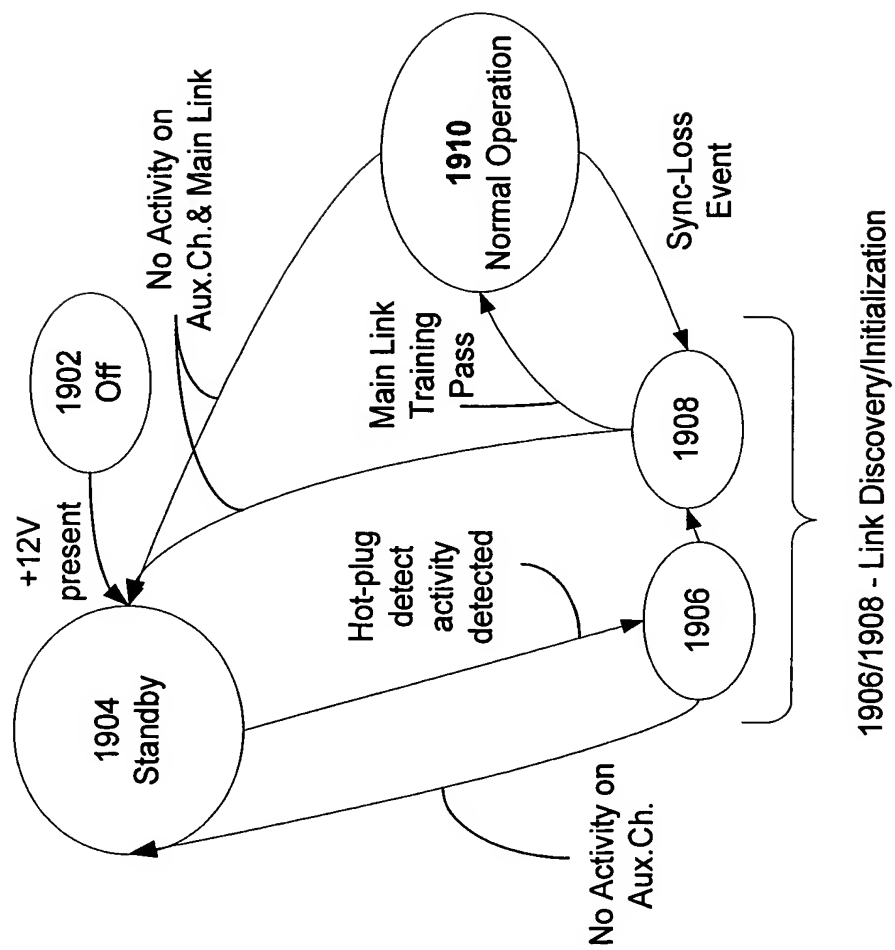 +12V
present
1902
Off
No Activity on
Aux.Ch.& Main Link
1904
Standby
Hot-plug
detect
activity
detected
Main Link
Training
Pass
1910
Normal Operation
No Activity on
Aux.Ch.
1906
1908
Sync-Loss
Event
1906/1908 - Link Discovery/Initialization